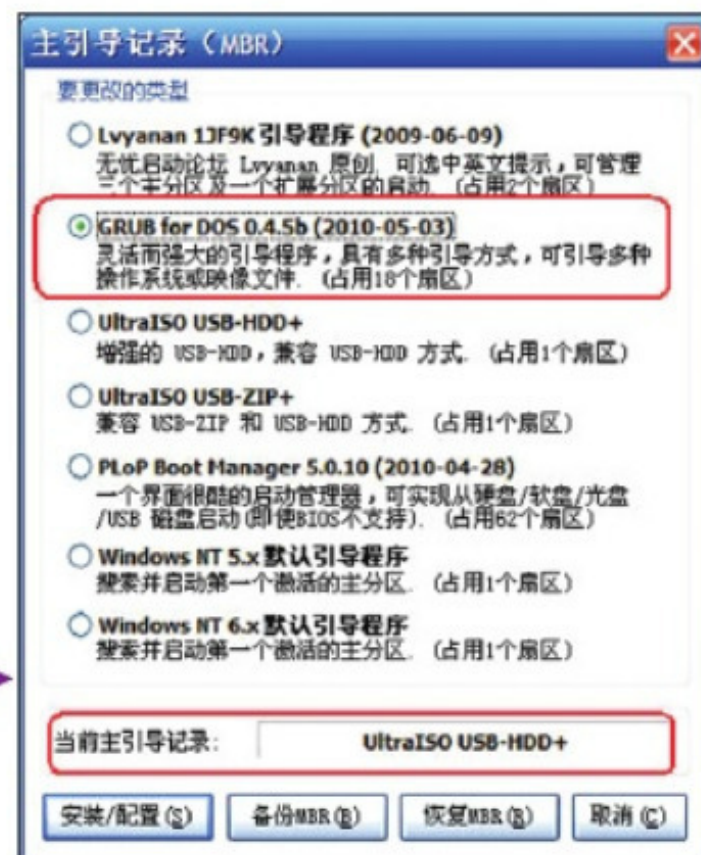 主引导记录（MBR）
要更改的类型
Lvyanan 1JF9K 引导程序 (2009-06-09)
无忧启动论坛 Lvyanan 原创. 可选中英文提示，可管理
三个主分区及一个扩展分区的启动. (占用2个扇区)
GRUB for DOS 0.4.5b (2010-05-03)
灵活而强大的引导程序，具有多种引导方式，可引导多种
操作系统或映像文件. (占用18个扇区)
UltraISO USB-HDD+
增强的 USB-HDD，兼容 USB-HDD 方式. (占用1个扇区)
UltraISO USB-ZIP+
兼容 USB-ZIP 和 USB-HDD 方式. (占用1个扇区)
PLoP Boot Manager 5.0.10 (2010-04-28)
一个界面很酷的启动管理器，可实现从硬盘/软盘/光盘
/USB 磁盘启动(即使BIOS不支持). (占用62个扇区)
Windows NT 5.x 默认引导程序
搜索并启动第一个激活的主分区. (占用1个扇区)
Windows NT 6.x 默认引导程序
搜索并启动第一个激活的主分区. (占用1个扇区)
当前主引导记录: UltraISO USB-HDD+
安装/配置(S) 备份MBR(B) 恢复MBR(R) 取消(C)